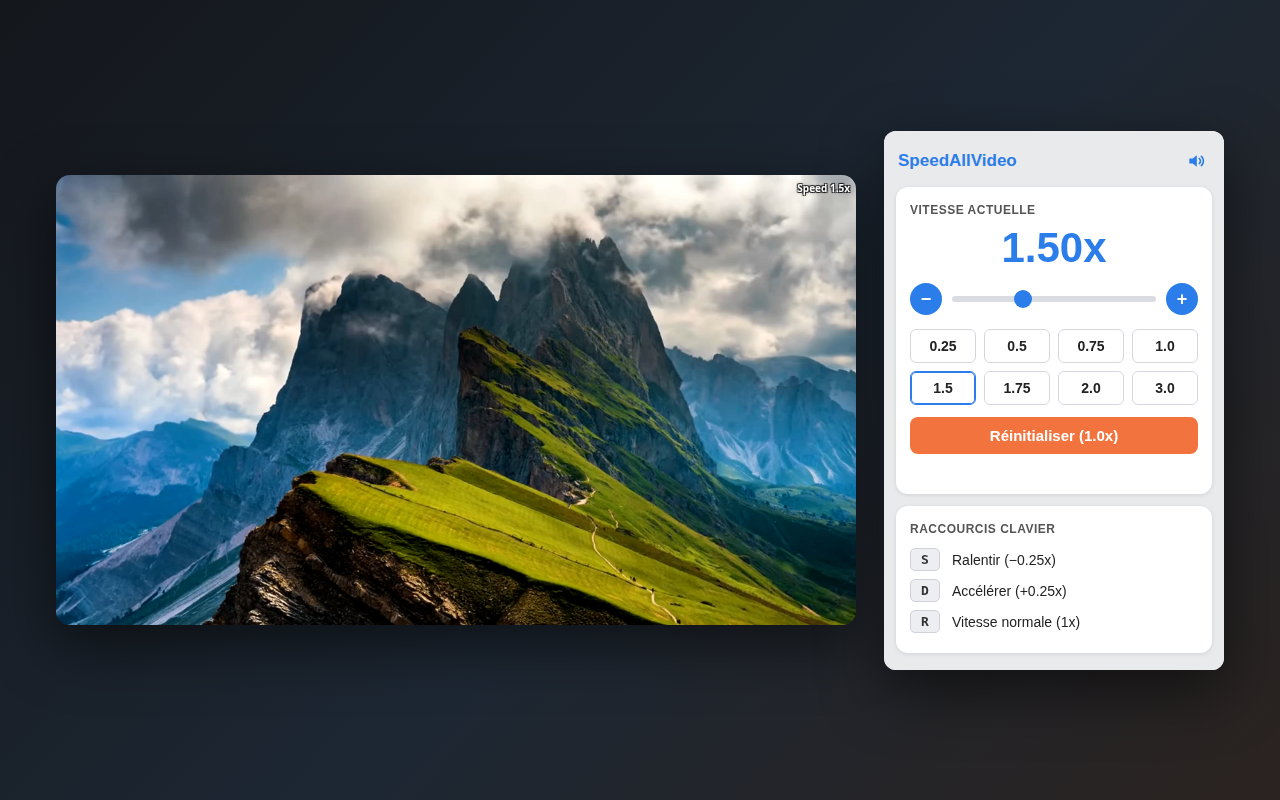 Speed 1.5x
SpeedAllVideo
VITESSE ACTUELLE
1.50x
−
+
0.25 0.5 0.75 1.0
1.5 1.75 2.0 3.0
Réinitialiser (1.0x)
RACCOURCIS CLAVIER
S Ralentir (−0.25x)
D Accélérer (+0.25x)
R Vitesse normale (1x)